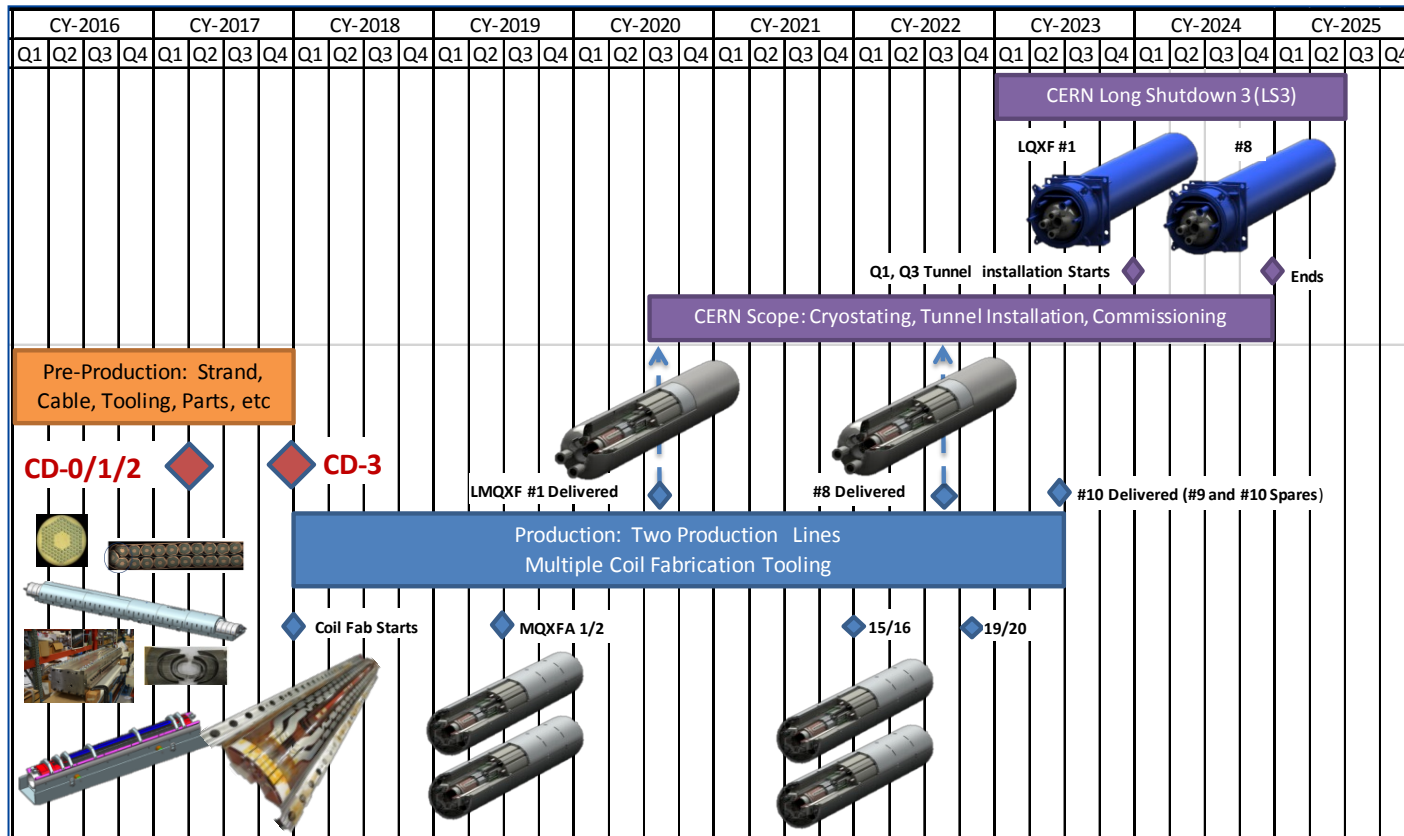 CY-2016 CY-2017 CY-2018 CY-2019 CY-2020 CY-2021 CY-2022 CY-2023 CY-2024 CY-2025
Q1 Q2 Q3 Q4 Q1 Q2 Q3 Q4 Q1 Q2 Q3 Q4 Q1 Q2 Q3 Q4 Q1 Q2 Q3 Q4 Q1 Q2 Q3 Q4 Q1 Q2 Q3 Q4 Q1 Q2 Q3 Q4 Q1 Q2 Q3 Q4 Q1 Q2 Q3 Q4
CERN Long Shutdown 3 (LS3)
LQXF #1 #8
Q1, Q3 Tunnel installation Starts Ends
CERN Scope: Cryostating, Tunnel Installation, Commissioning
Pre-Production: Strand,
Cable, Tooling, Parts, etc
CD-0/1/2 CD-3
LMQXF #1 Delivered #8 Delivered #10 Delivered (#9 and #10 Spares)
Production: Two Production Lines
Multiple Coil Fabrication Tooling
Coil Fab Starts MQXFA 1/2 15/16 19/20